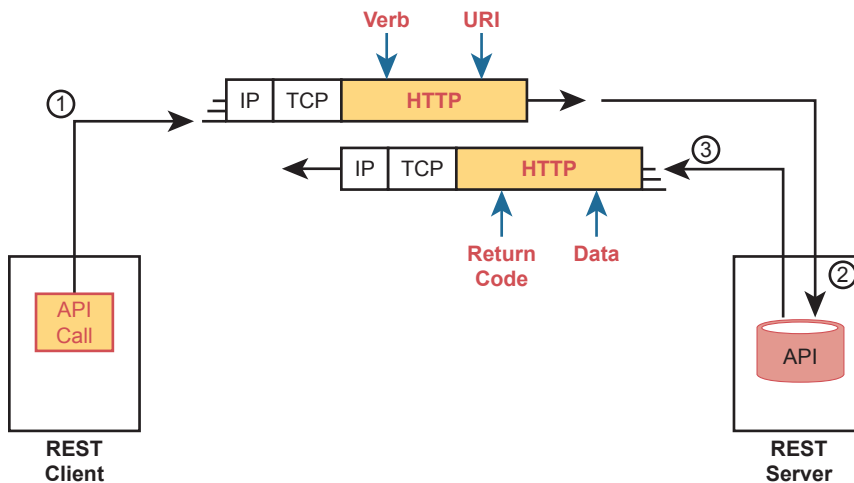 Verb URI
① IP TCP HTTP
IP TCP HTTP ③
Return Data
Code
②
API
Call
API
REST
Client
REST
Server